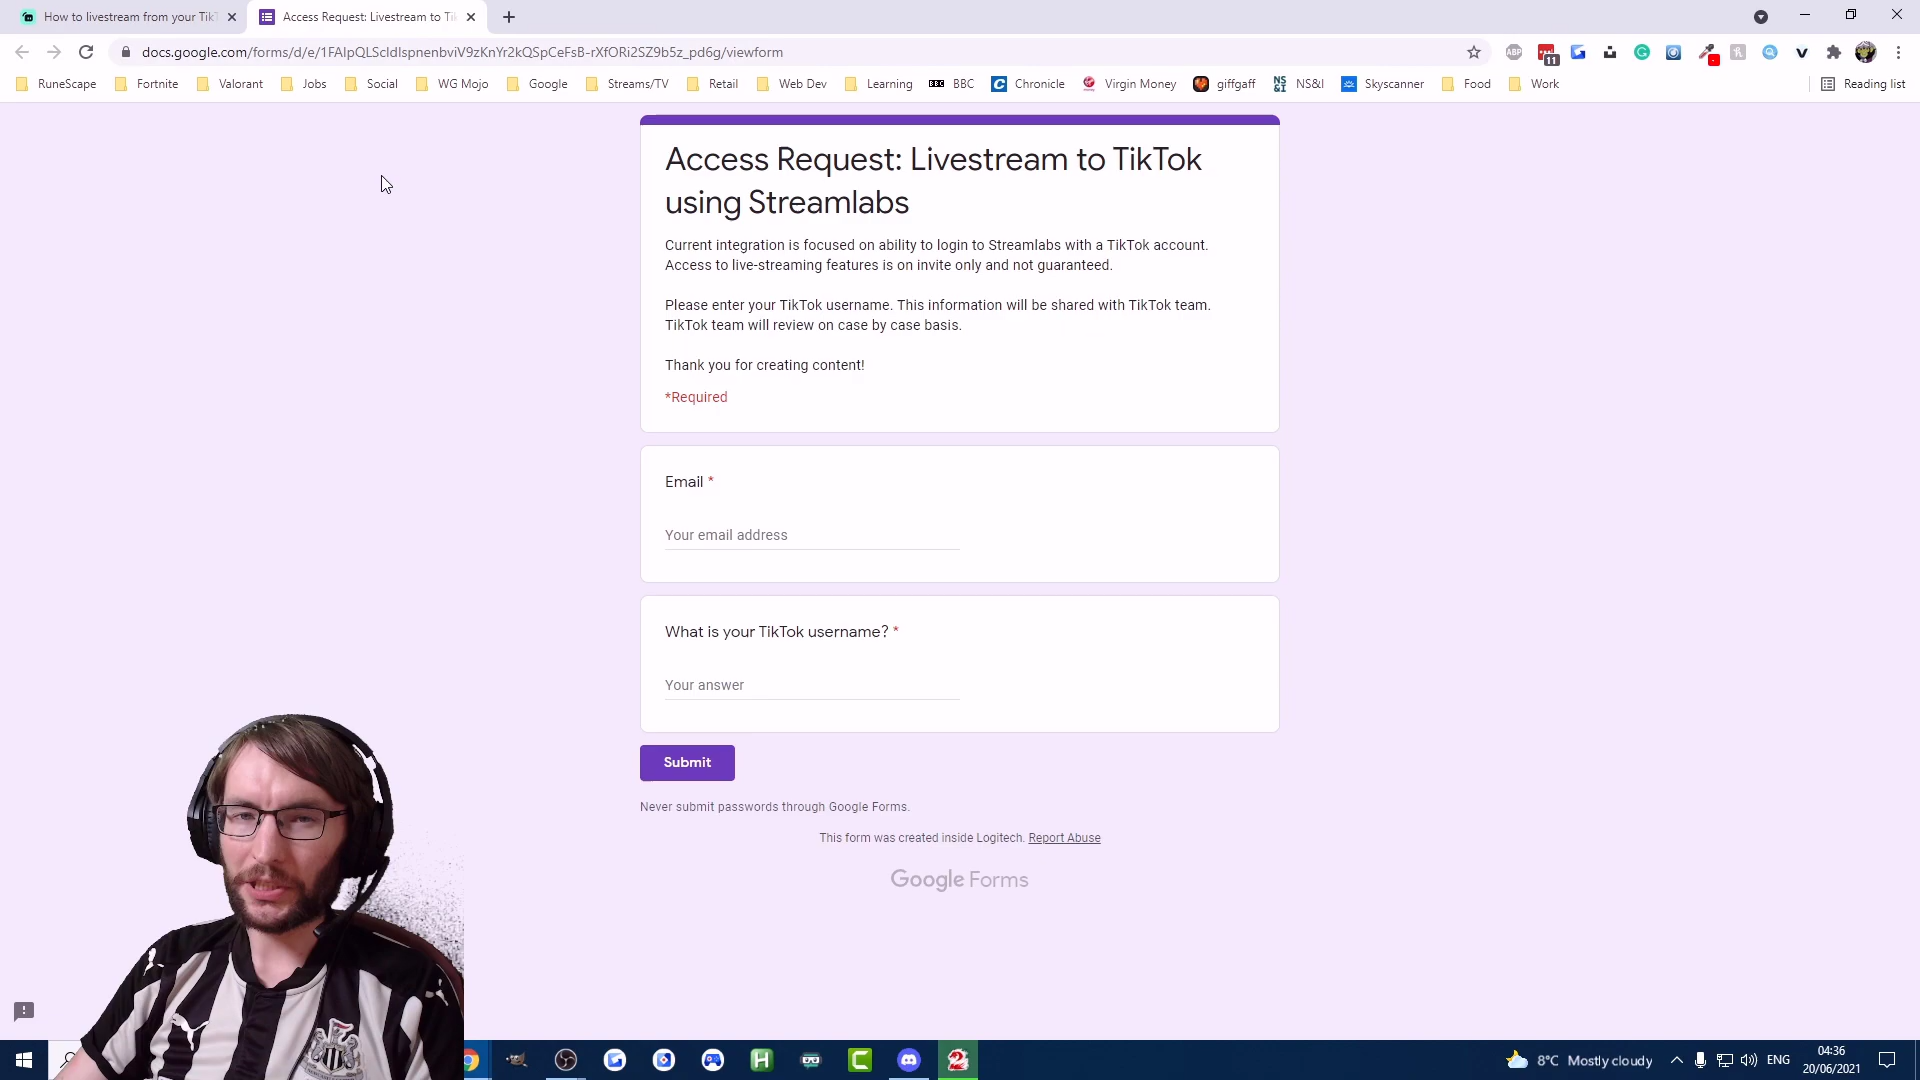 How to livestream from your TikT
Access Request: Livestream to Ti
docs.google.com/forms/d/e/1FAIpQLScIdIspnenbviV9zKnYr2kQSpCeFsB-rXfORi2SZ9b5z_pd6g/viewform
ABP
11
RuneScape
Fortnite
Valorant
Jobs
Social
WG Mojo
Google
Streams/TV
Retail
Web Dev
Learning
BBC BBC
Chronicle
Virgin Money
giffgaff
NS&I NS&I
Skyscanner
Food
Work
Reading list
Access Request: Livestream to TikTok
using Streamlabs
Current integration is focused on ability to login to Streamlabs with a TikTok account.
Access to live-streaming features is on invite only and not guaranteed.
Please enter your TikTok username. This information will be shared with TikTok team.
TikTok team will review on case by case basis.
Thank you for creating content!
*Required
Email *
Your email address
What is your TikTok username? *
Your answer
Submit
Never submit passwords through Google Forms.
This form was created inside Logitech. Report Abuse
Google Forms
8°C Mostly cloudy
ENG
04:36
20/06/2021